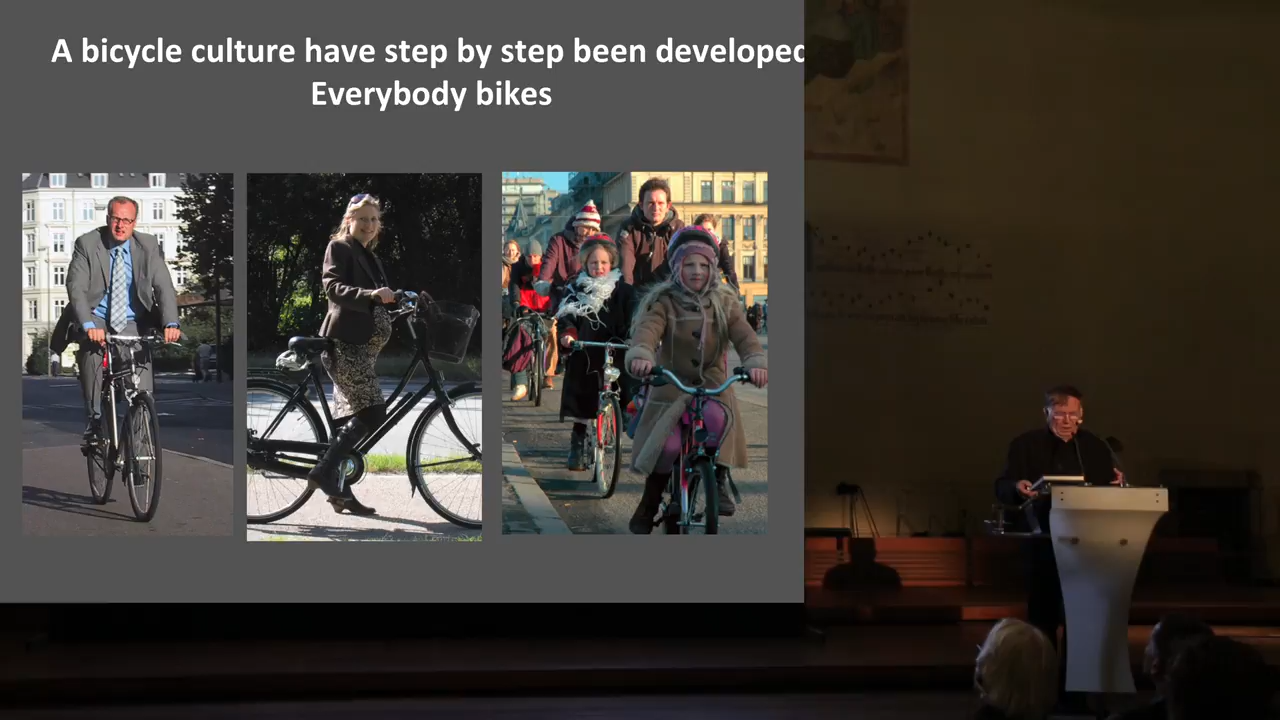 A bicycle culture have step by step been developed
Everybody bikes